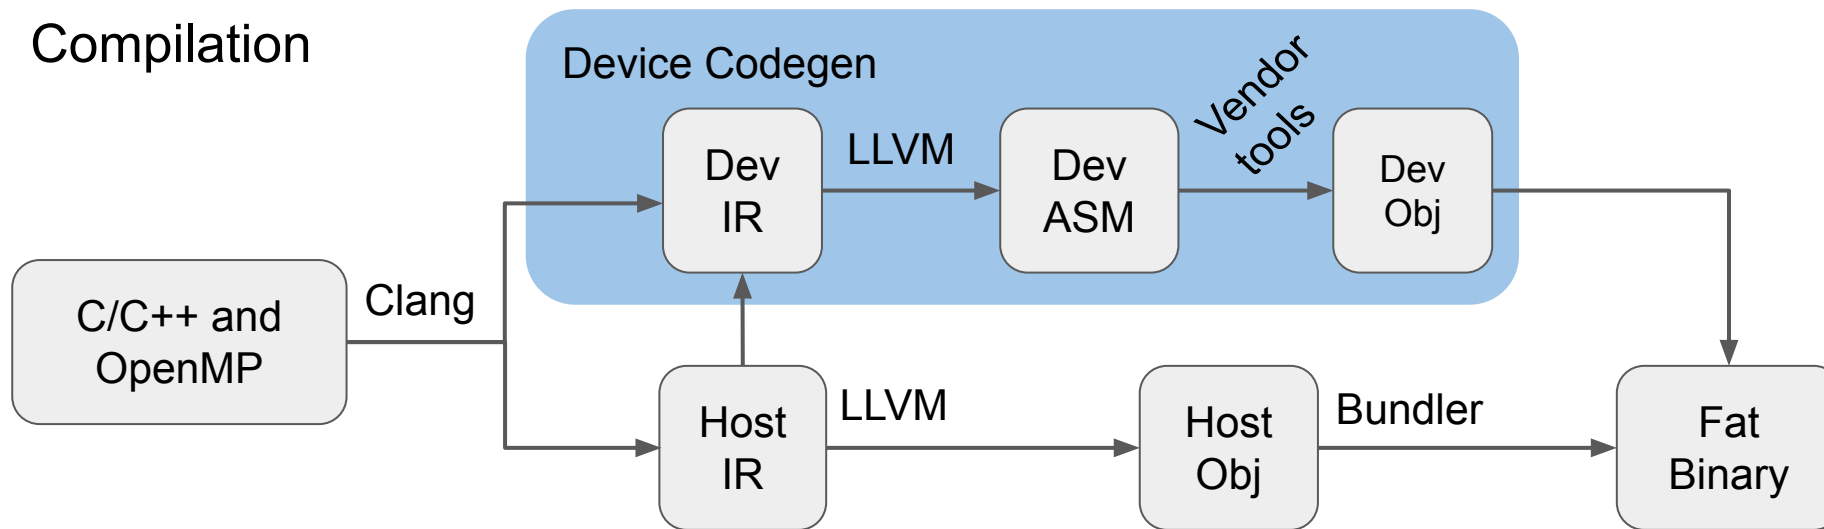 Compilation
Device Codegen
Dev
IR
LLVM
Dev
ASM
Vendor
tools
Dev
Obj
C/C++ and
OpenMP
Clang
Host
IR
LLVM
Host
Obj
Bundler
Fat
Binary